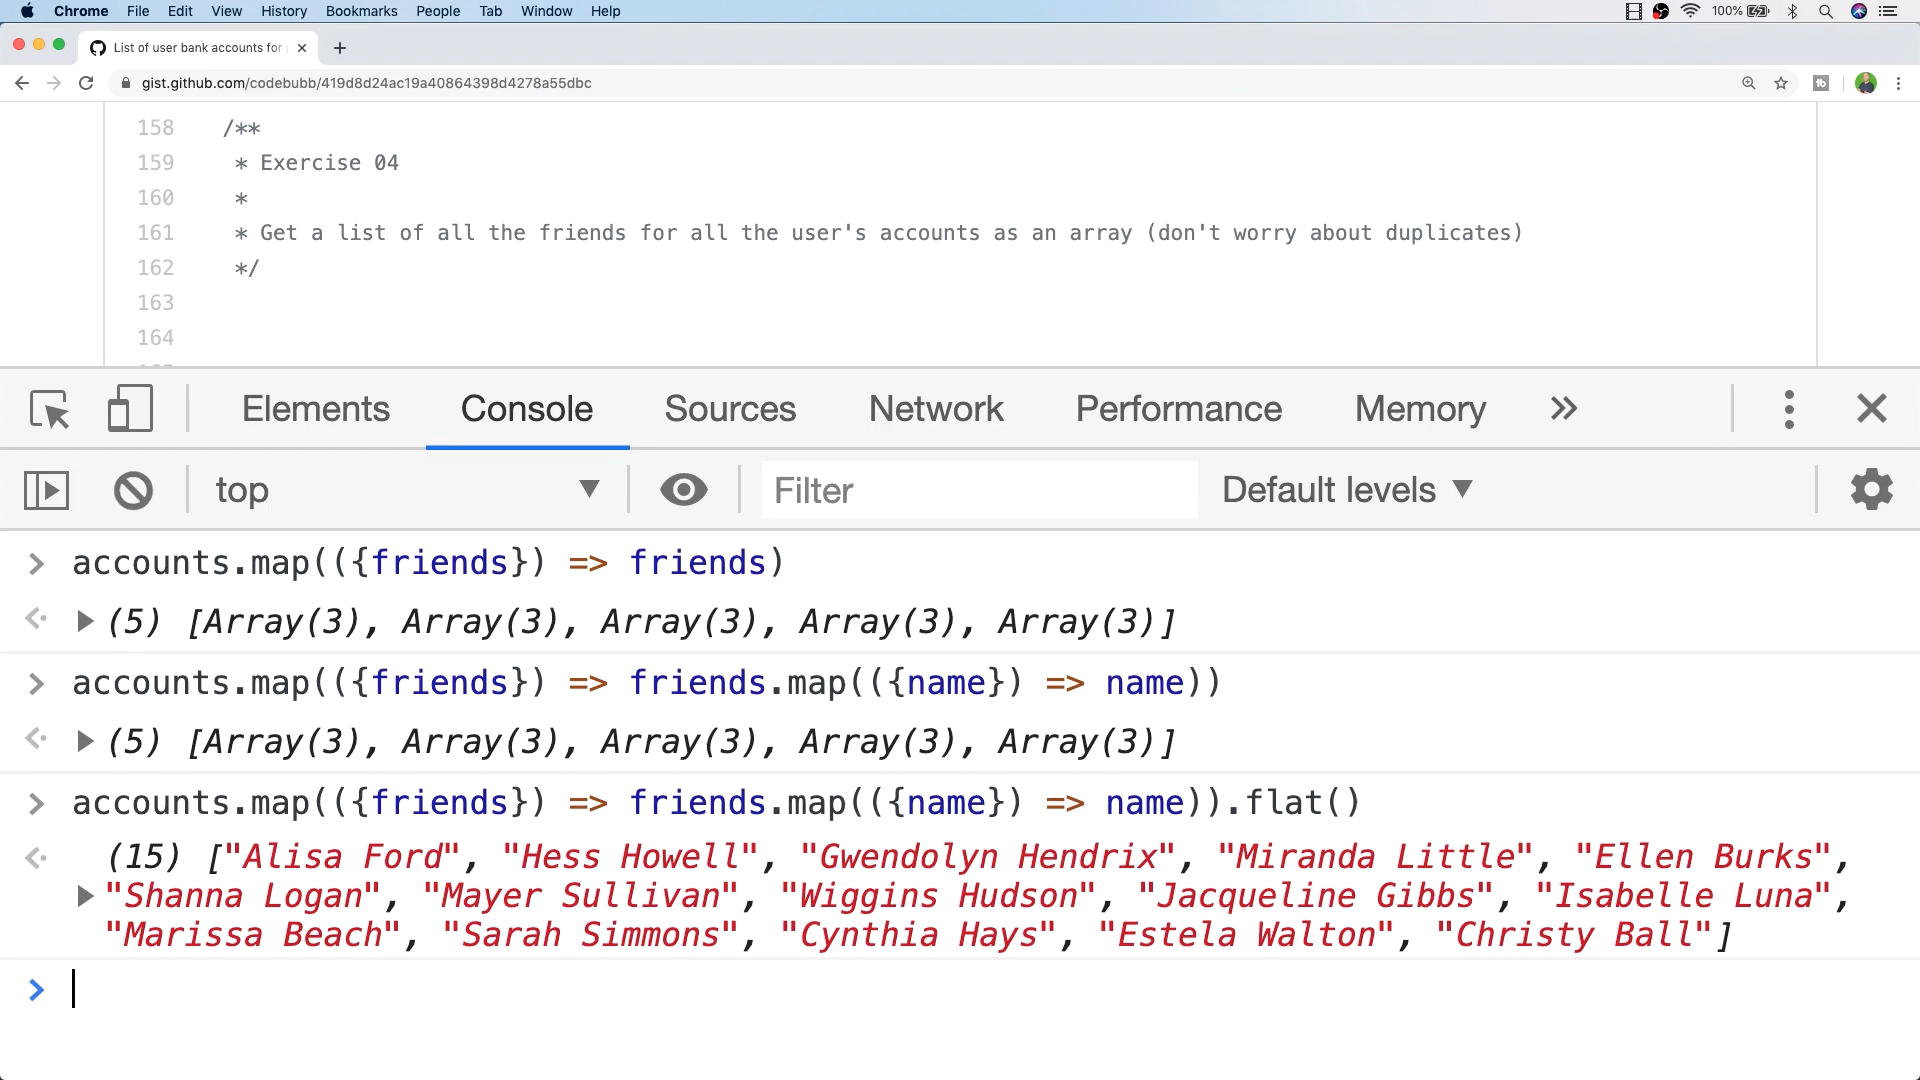 Chrome File Edit View History Bookmarks People Tab Window Help 100%
List of user bank accounts for
gist.github.com/codebubb/419d8d24ac19a40864398d4278a55dbc
158 /**
159 * Exercise 04
160 *
161 * Get a list of all the friends for all the user's accounts as an array (don't worry about duplicates)
162 */
163
164
Elements Console Sources Network Performance Memory
top Filter Default levels
accounts.map(({friends}) => friends)
(5) [Array(3), Array(3), Array(3), Array(3), Array(3)]
accounts.map(({friends}) => friends.map(({name}) => name))
(5) [Array(3), Array(3), Array(3), Array(3), Array(3)]
accounts.map(({friends}) => friends.map(({name}) => name)).flat()
(15) ["Alisa Ford", "Hess Howell", "Gwendolyn Hendrix", "Miranda Little", "Ellen Burks",
"Shanna Logan", "Mayer Sullivan", "Wiggins Hudson", "Jacqueline Gibbs", "Isabelle Luna",
"Marissa Beach", "Sarah Simmons", "Cynthia Hays", "Estela Walton", "Christy Ball"]